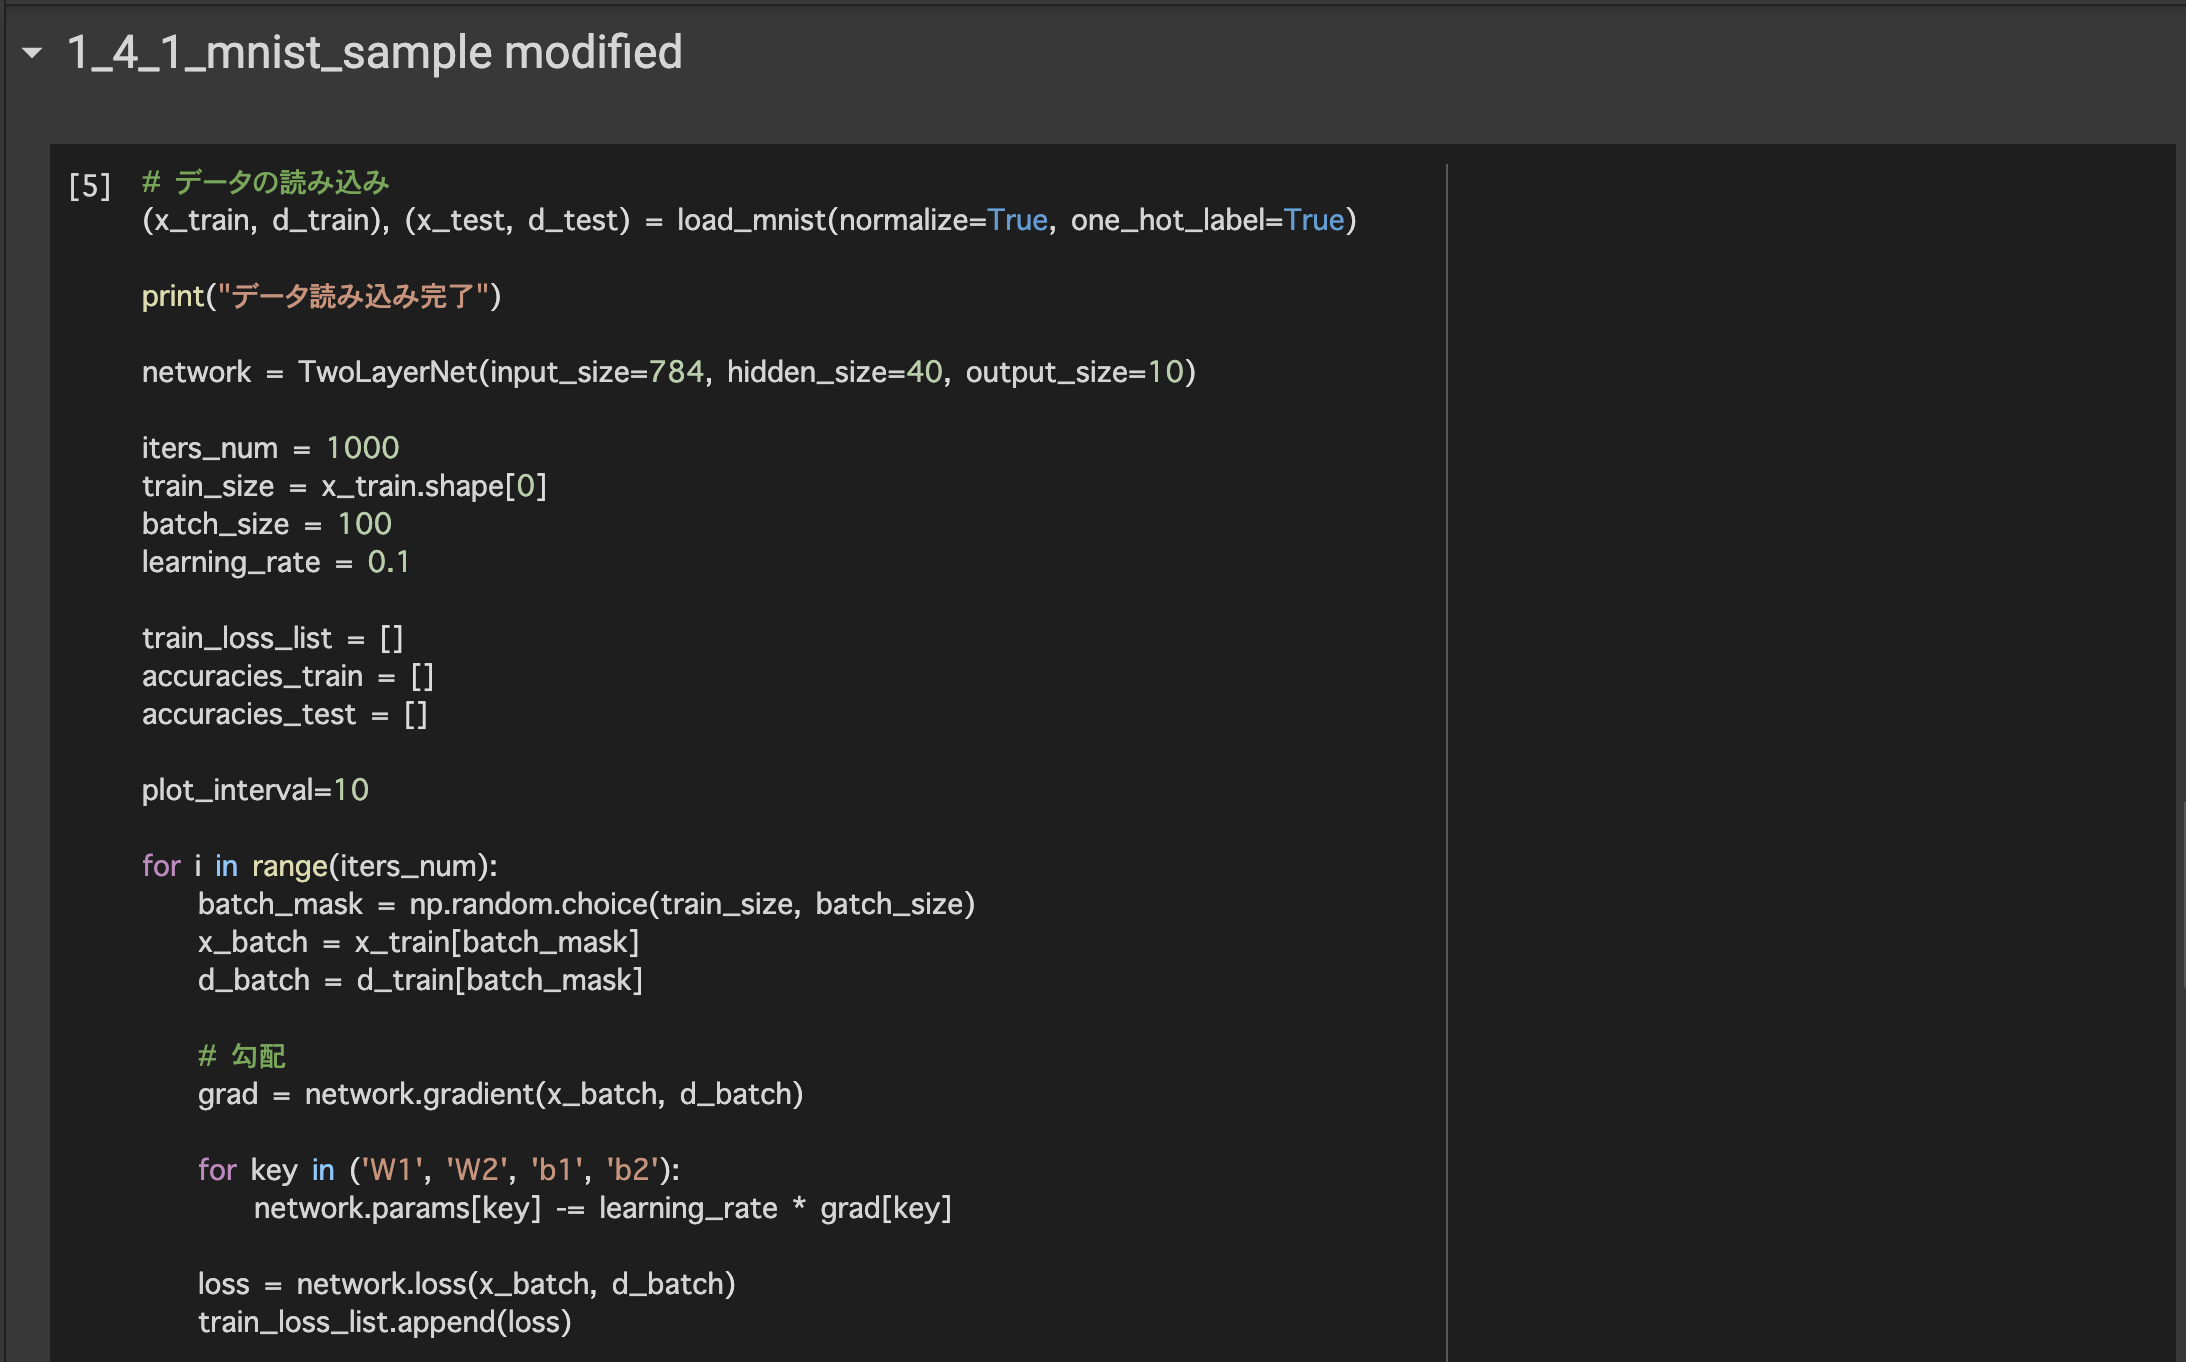 1_4_1_mnist_sample modified
[5] # データの読み込み
(x_train, d_train), (x_test, d_test) = load_mnist(normalize=True, one_hot_label=True)
print("データ読み込み完了")
network = TwoLayerNet(input_size=784, hidden_size=40, output_size=10)
iters_num = 1000
train_size = x_train.shape[0]
batch_size = 100
learning_rate = 0.1
train_loss_list = []
accuracies_train = []
accuracies_test = []
plot_interval=10
for i in range(iters_num):
    batch_mask = np.random.choice(train_size, batch_size)
    x_batch = x_train[batch_mask]
    d_batch = d_train[batch_mask]
    # 勾配
    grad = network.gradient(x_batch, d_batch)
    for key in ('W1', 'W2', 'b1', 'b2'):
        network.params[key] -= learning_rate * grad[key]
    loss = network.loss(x_batch, d_batch)
    train_loss_list.append(loss)